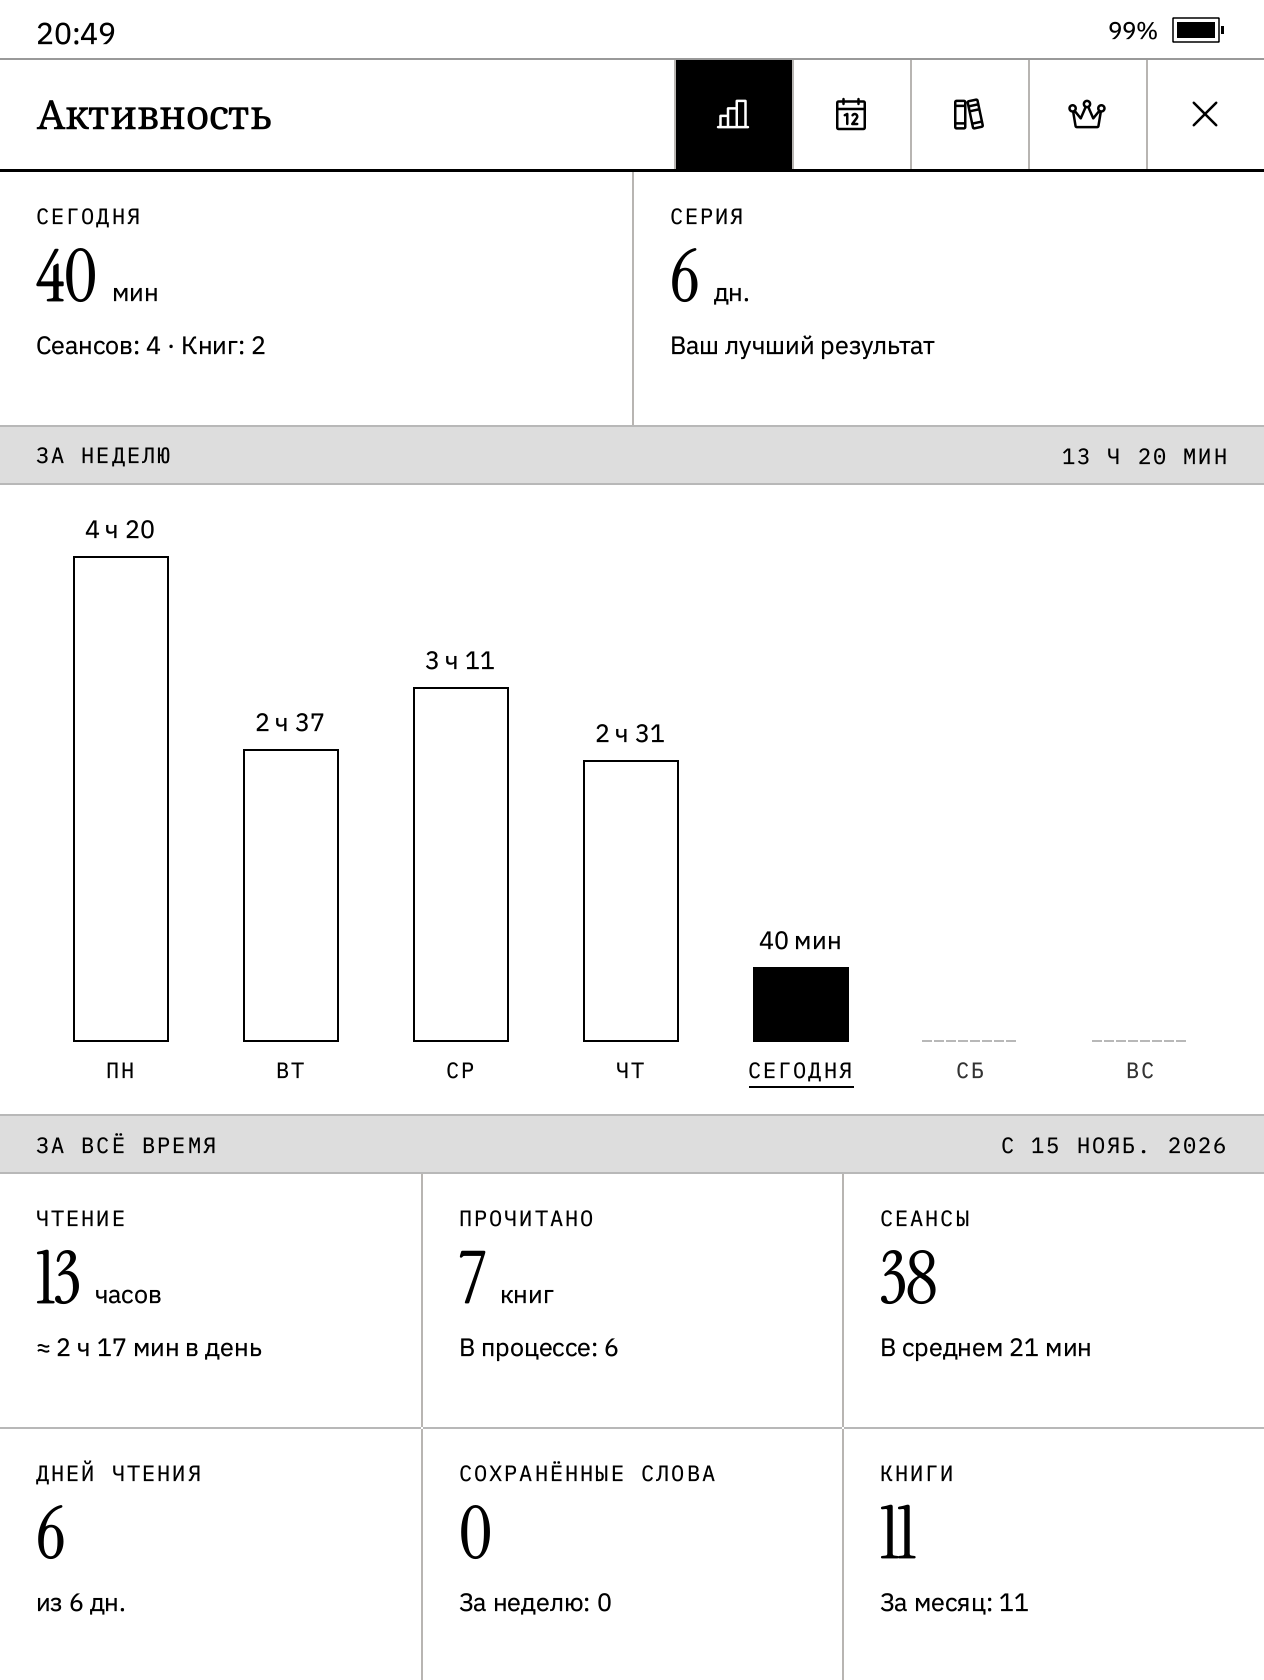 20:49
99%
Активность
12
СЕГОДНЯ
40 мин
Сеансов: 4 · Книг: 2
СЕРИЯ
6 дн.
Ваш лучший результат
ЗА НЕДЕЛЮ
13 Ч 20 МИН
4 ч 20
2 ч 37
3 ч 11
2 ч 31
40 мин
ПН
ВТ
СР
ЧТ
СЕГОДНЯ
СБ
ВС
ЗА ВСЁ ВРЕМЯ
С 15 НОЯБ. 2026
ЧТЕНИЕ
13 часов
≈ 2 ч 17 мин в день
ПРОЧИТАНО
7 книг
В процессе: 6
СЕАНСЫ
38
В среднем 21 мин
ДНЕЙ ЧТЕНИЯ
6
из 6 дн.
СОХРАНЁННЫЕ СЛОВА
0
За неделю: 0
КНИГИ
11
За месяц: 11